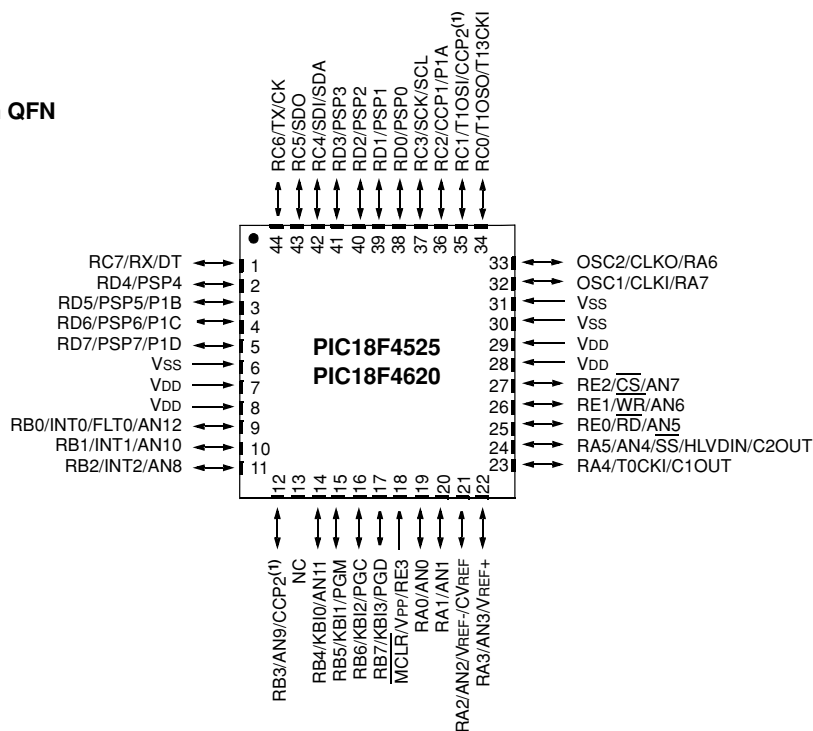 QFN
RC6/TX/CK
RC5/SDO
RC4/SDI/SDA
RD3/PSP3
RD2/PSP2
RD1/PSP1
RD0/PSP0
RC3/SCK/SCL
RC2/CCP1/P1A
RC1/T1OSI/CCP2(1)
RC0/T1OSO/T13CKI
44
43
42
41
40
39
38
37
36
35
34
RC7/RX/DT 1
RD4/PSP4 2
RD5/PSP5/P1B 3
RD6/PSP6/P1C 4
RD7/PSP7/P1D 5
VSS 6
VDD 7
VDD 8
RB0/INT0/FLT0/AN12 9
RB1/INT1/AN10 10
RB2/INT2/AN8 11
PIC18F4525
PIC18F4620
33 OSC2/CLKO/RA6
32 OSC1/CLKI/RA7
31 VSS
30 VSS
29 VDD
28 VDD
27 RE2/CS/AN7
26 RE1/WR/AN6
25 RE0/RD/AN5
24 RA5/AN4/SS/HLVDIN/C2OUT
23 RA4/T0CKI/C1OUT
12
13
14
15
16
17
18
19
20
21
22
RB3/AN9/CCP2(1)
NC
RB4/KBI0/AN11
RB5/KBI1/PGM
RB6/KBI2/PGC
RB7/KBI3/PGD
MCLR/VPP/RE3
RA0/AN0
RA1/AN1
RA2/AN2/VREF-/CVREF
RA3/AN3/VREF+